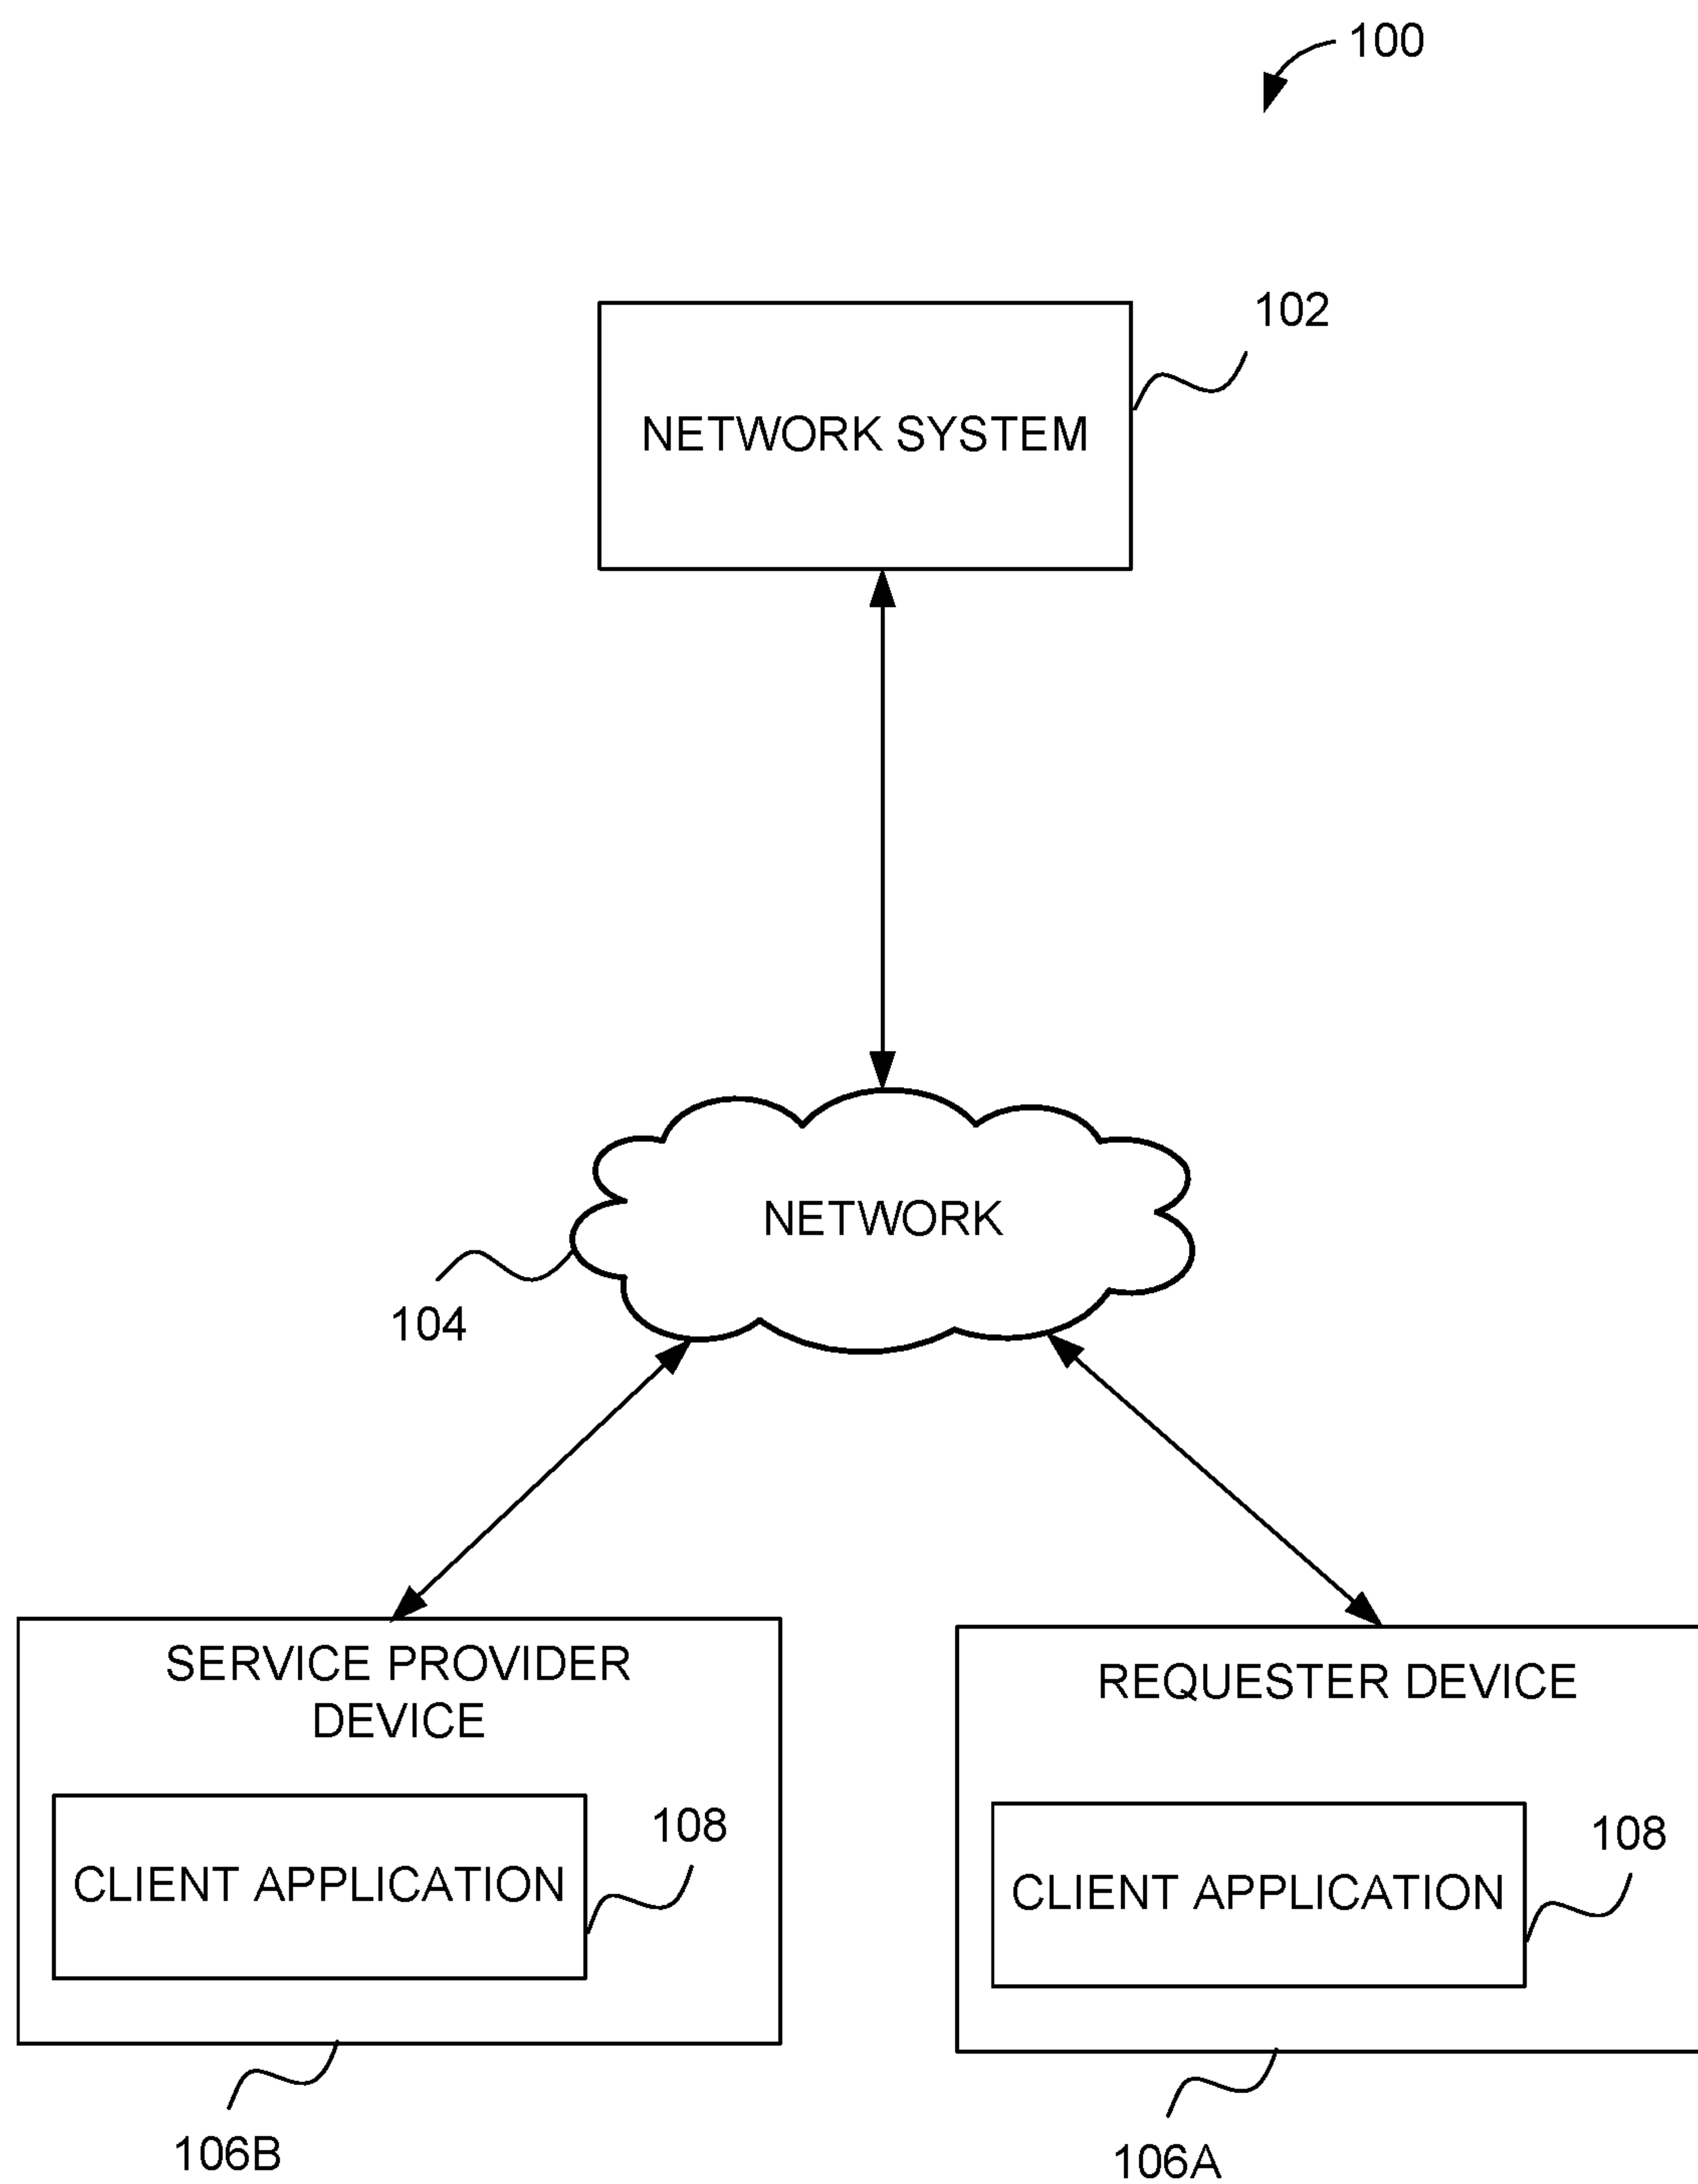 100
102
NETWORK SYSTEM
NETWORK
104
SERVICE PROVIDER
DEVICE
108
CLIENT APPLICATION
106B
REQUESTER DEVICE
108
CLIENT APPLICATION
106A